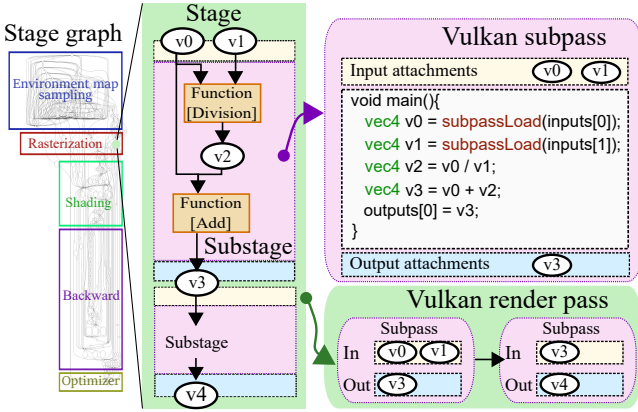 Stage graph
Environment map
sampling
Rasterization
Shading
Backward
Optimizer
Stage
v0
v1
Function
[Division]
v2
Function
[Add]
Substage
v3
Substage
v4
Vulkan subpass
Input attachments v0 v1
void main(){
vec4 v0 = subpassLoad(inputs[0]);
vec4 v1 = subpassLoad(inputs[1]);
vec4 v2 = v0 / v1;
vec4 v3 = v0 + v2;
outputs[0] = v3;
}
Output attachments v3
Vulkan render pass
Subpass
In v0 v1
Out v3
Subpass
In v3
Out v4